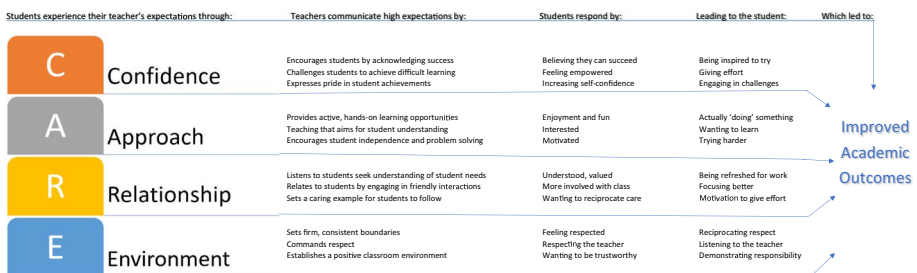 Students experience their teacher's expectations through: Teachers communicate high expectations by: Students respond by: Leading to the student: Which led to:
C Confidence
Encourages students by acknowledging success Believing they can succeed Being inspired to try
Challenges students to achieve difficult learning Feeling empowered Giving effort
Expresses pride in student achievements Increasing self-confidence Engaging in challenges
A Approach
Provides active, hands-on learning opportunities Enjoyment and fun Actually 'doing' something
Teaching that aims for student understanding Interested Wanting to learn
Encourages student independence and problem solving Motivated Trying harder
R Relationship
Listens to students seek understanding of student needs Understood, valued Being refreshed for work
Relates to students by engaging in friendly interactions More involved with class Focusing better
Sets a caring example for students to follow Wanting to reciprocate care Motivation to give effort
E Environment
Sets firm, consistent boundaries Feeling respected Reciprocating respect
Commands respect Respecting the teacher Listening to the teacher
Establishes a positive classroom environment Wanting to be trustworthy Demonstrating responsibility
Improved
Academic
Outcomes